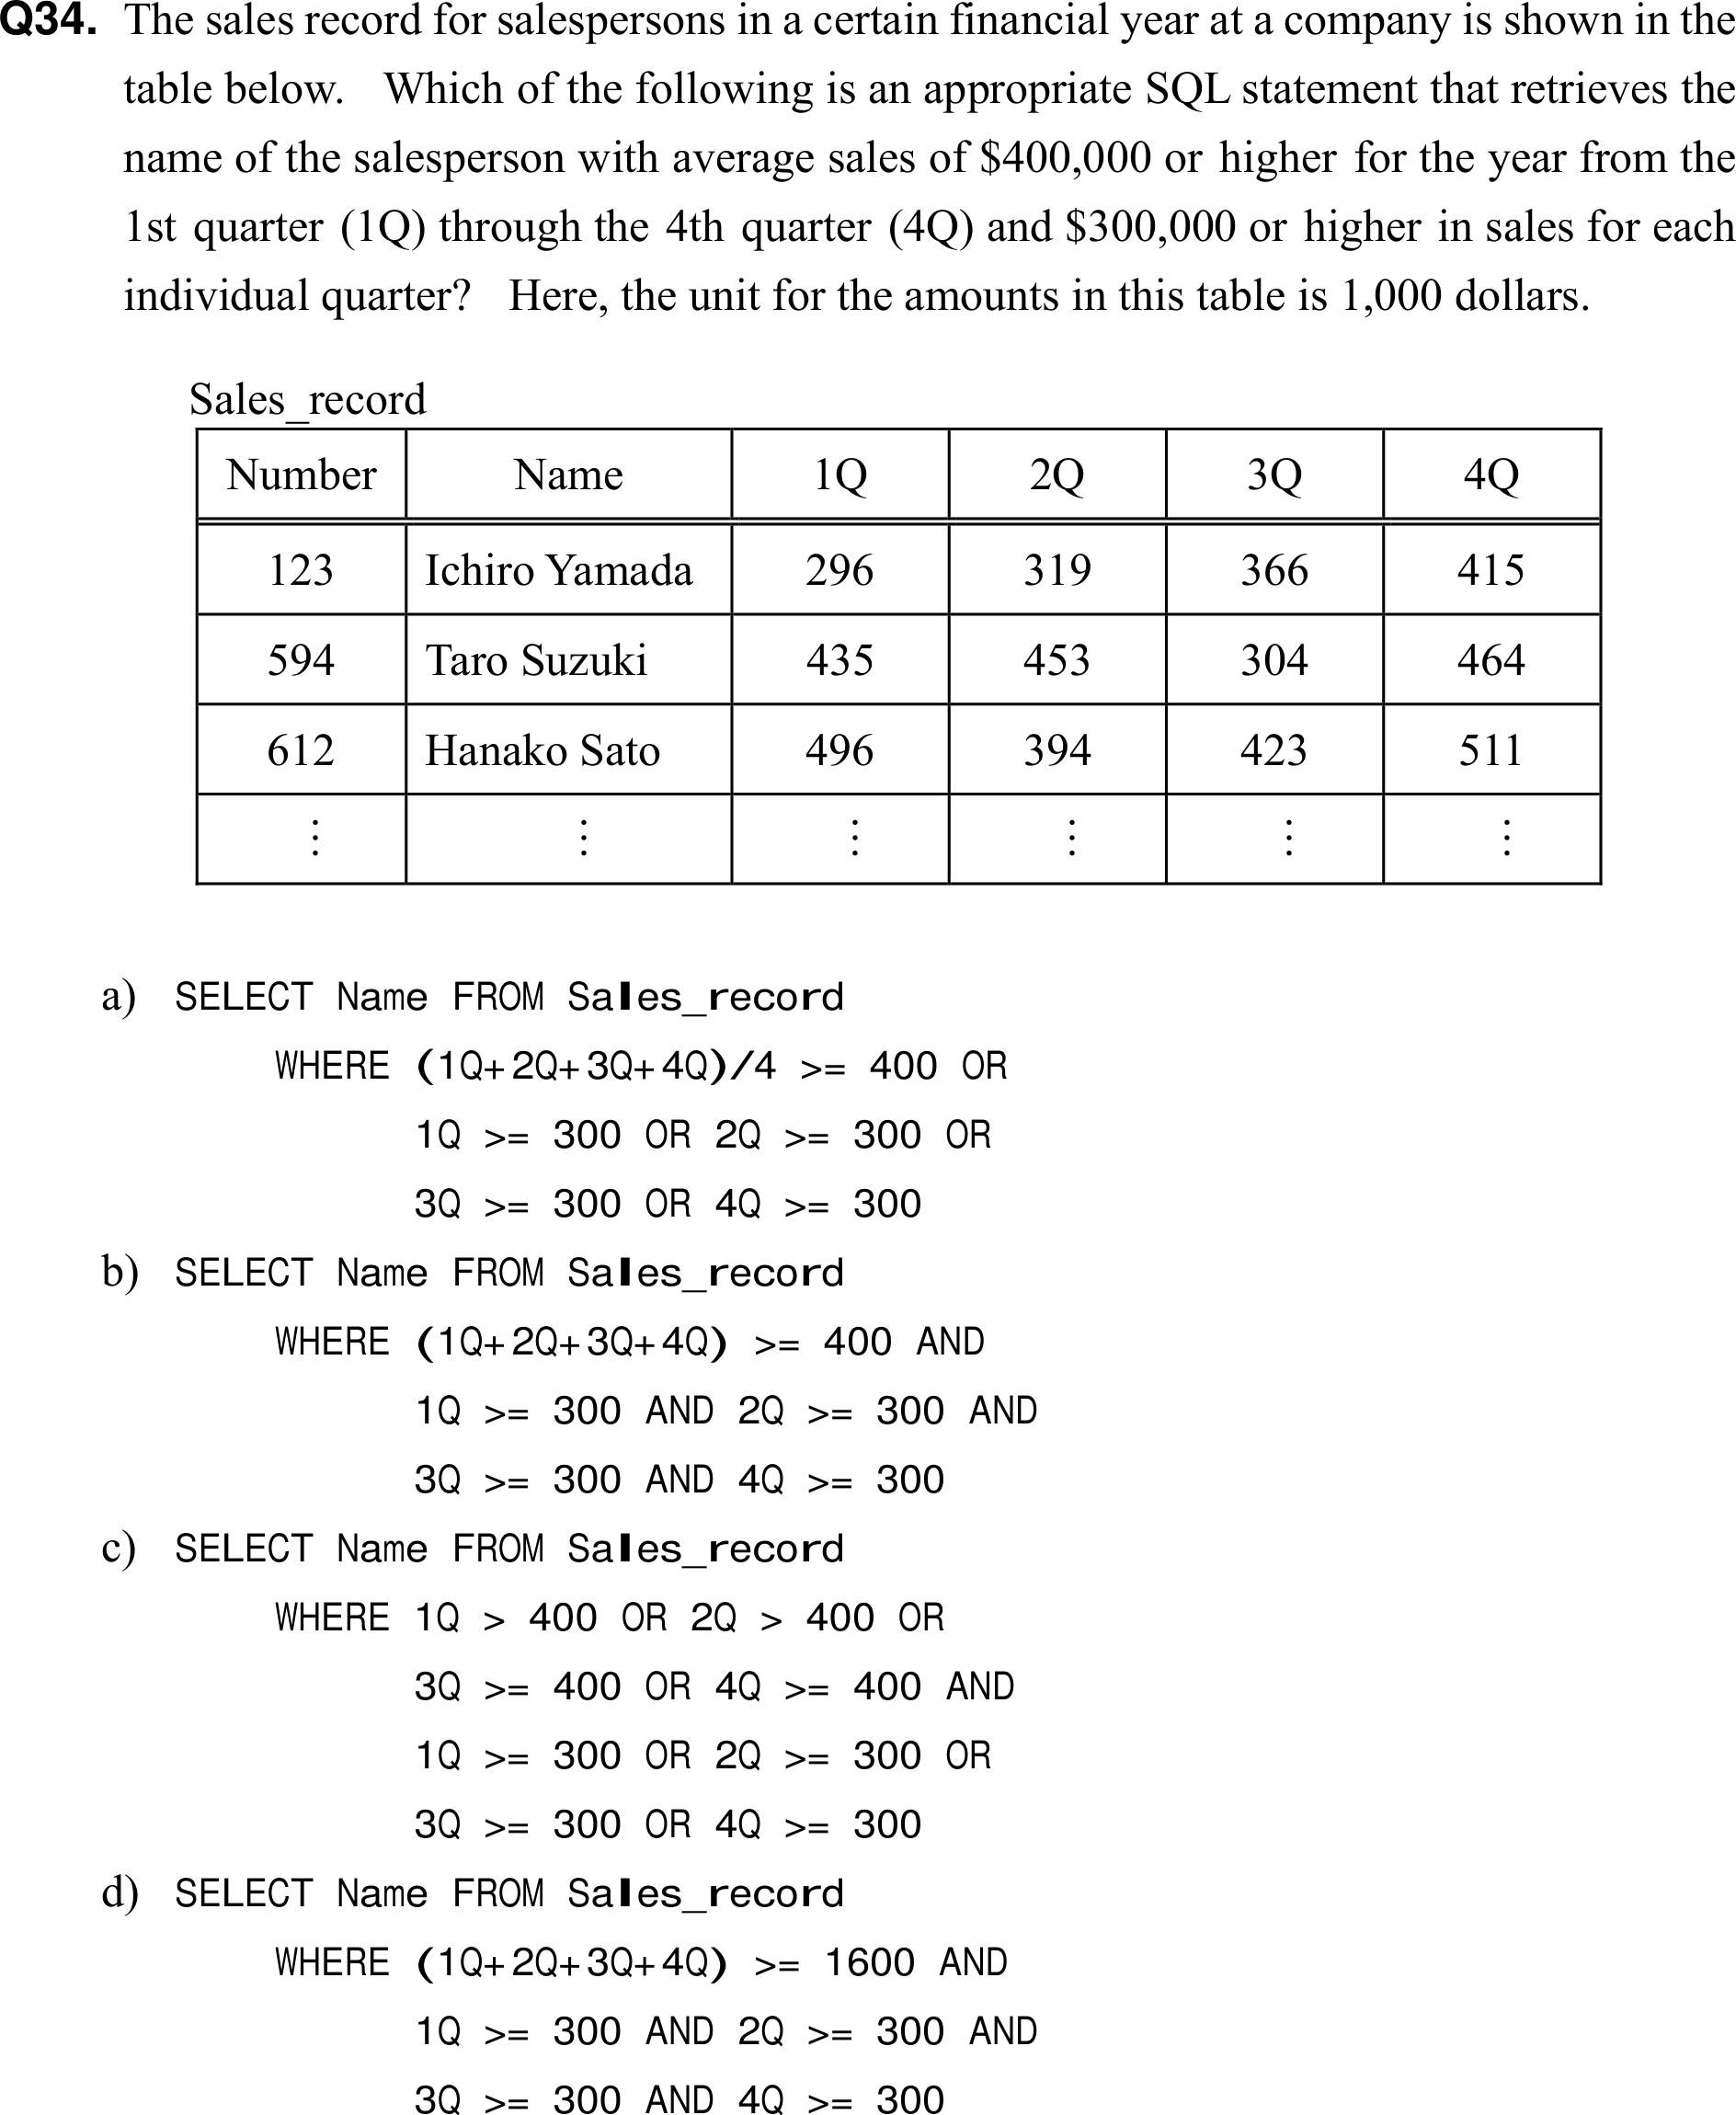 Q34. The sales record for salespersons in a certain financial year at a company is shown in the
table below. Which of the following is an appropriate SQL statement that retrieves the
name of the salesperson with average sales of $400,000 or higher for the year from the
1st quarter (1Q) through the 4th quarter (4Q) and $300,000 or higher in sales for each
individual quarter? Here, the unit for the amounts in this table is 1,000 dollars.
Sales_record
Number Name 1Q 2Q 3Q 4Q
123 Ichiro Yamada 296 319 366 415
594 Taro Suzuki 435 453 304 464
612 Hanako Sato 496 394 423 511
⋮ ⋮ ⋮ ⋮ ⋮ ⋮
a) SELECT Name FROM Sales_record
WHERE (1Q+2Q+3Q+4Q)/4 >= 400 OR
1Q >= 300 OR 2Q >= 300 OR
3Q >= 300 OR 4Q >= 300
b) SELECT Name FROM Sales_record
WHERE (1Q+2Q+3Q+4Q) >= 400 AND
1Q >= 300 AND 2Q >= 300 AND
3Q >= 300 AND 4Q >= 300
c) SELECT Name FROM Sales_record
WHERE 1Q > 400 OR 2Q > 400 OR
3Q >= 400 OR 4Q >= 400 AND
1Q >= 300 OR 2Q >= 300 OR
3Q >= 300 OR 4Q >= 300
d) SELECT Name FROM Sales_record
WHERE (1Q+2Q+3Q+4Q) >= 1600 AND
1Q >= 300 AND 2Q >= 300 AND
3Q >= 300 AND 4Q >= 300